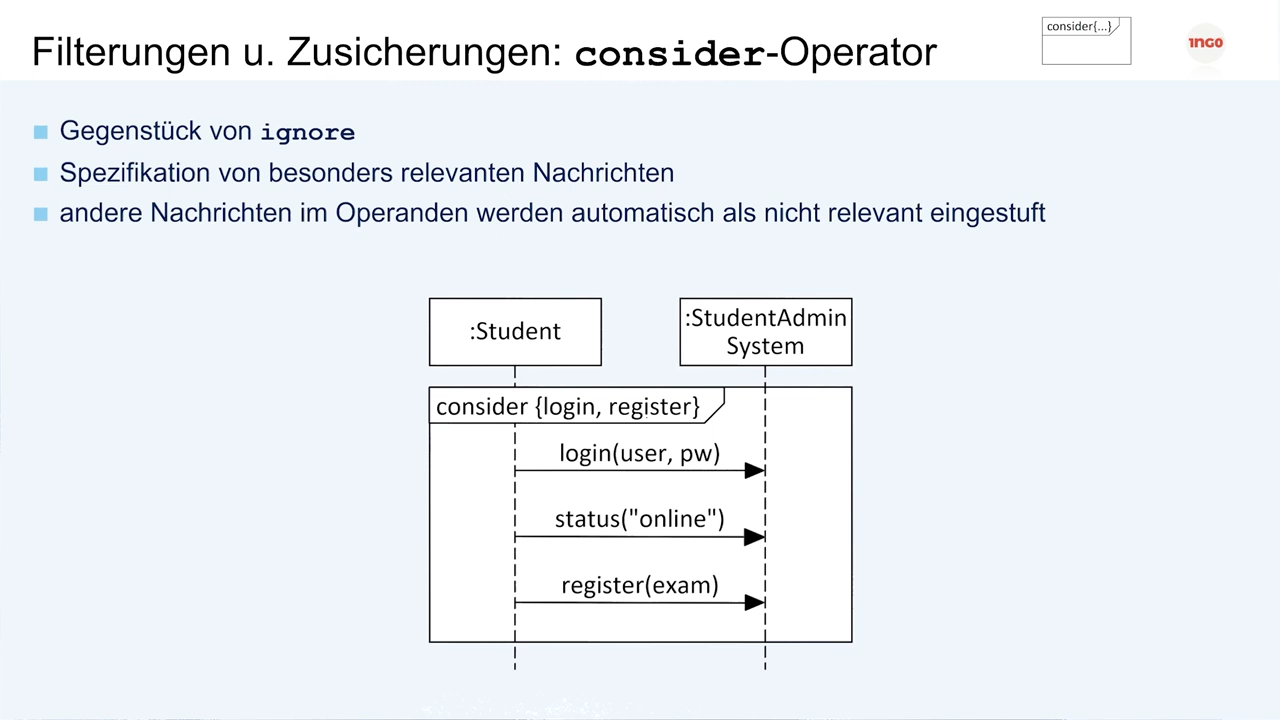 Filterungen u. Zusicherungen: consider-Operator
consider{...}
INGO
Gegenstück von ignore
Spezifikation von besonders relevanten Nachrichten
andere Nachrichten im Operanden werden automatisch als nicht relevant eingestuft
:Student
:StudentAdmin
System
consider {login, register}
login(user, pw)
status("online")
register(exam)